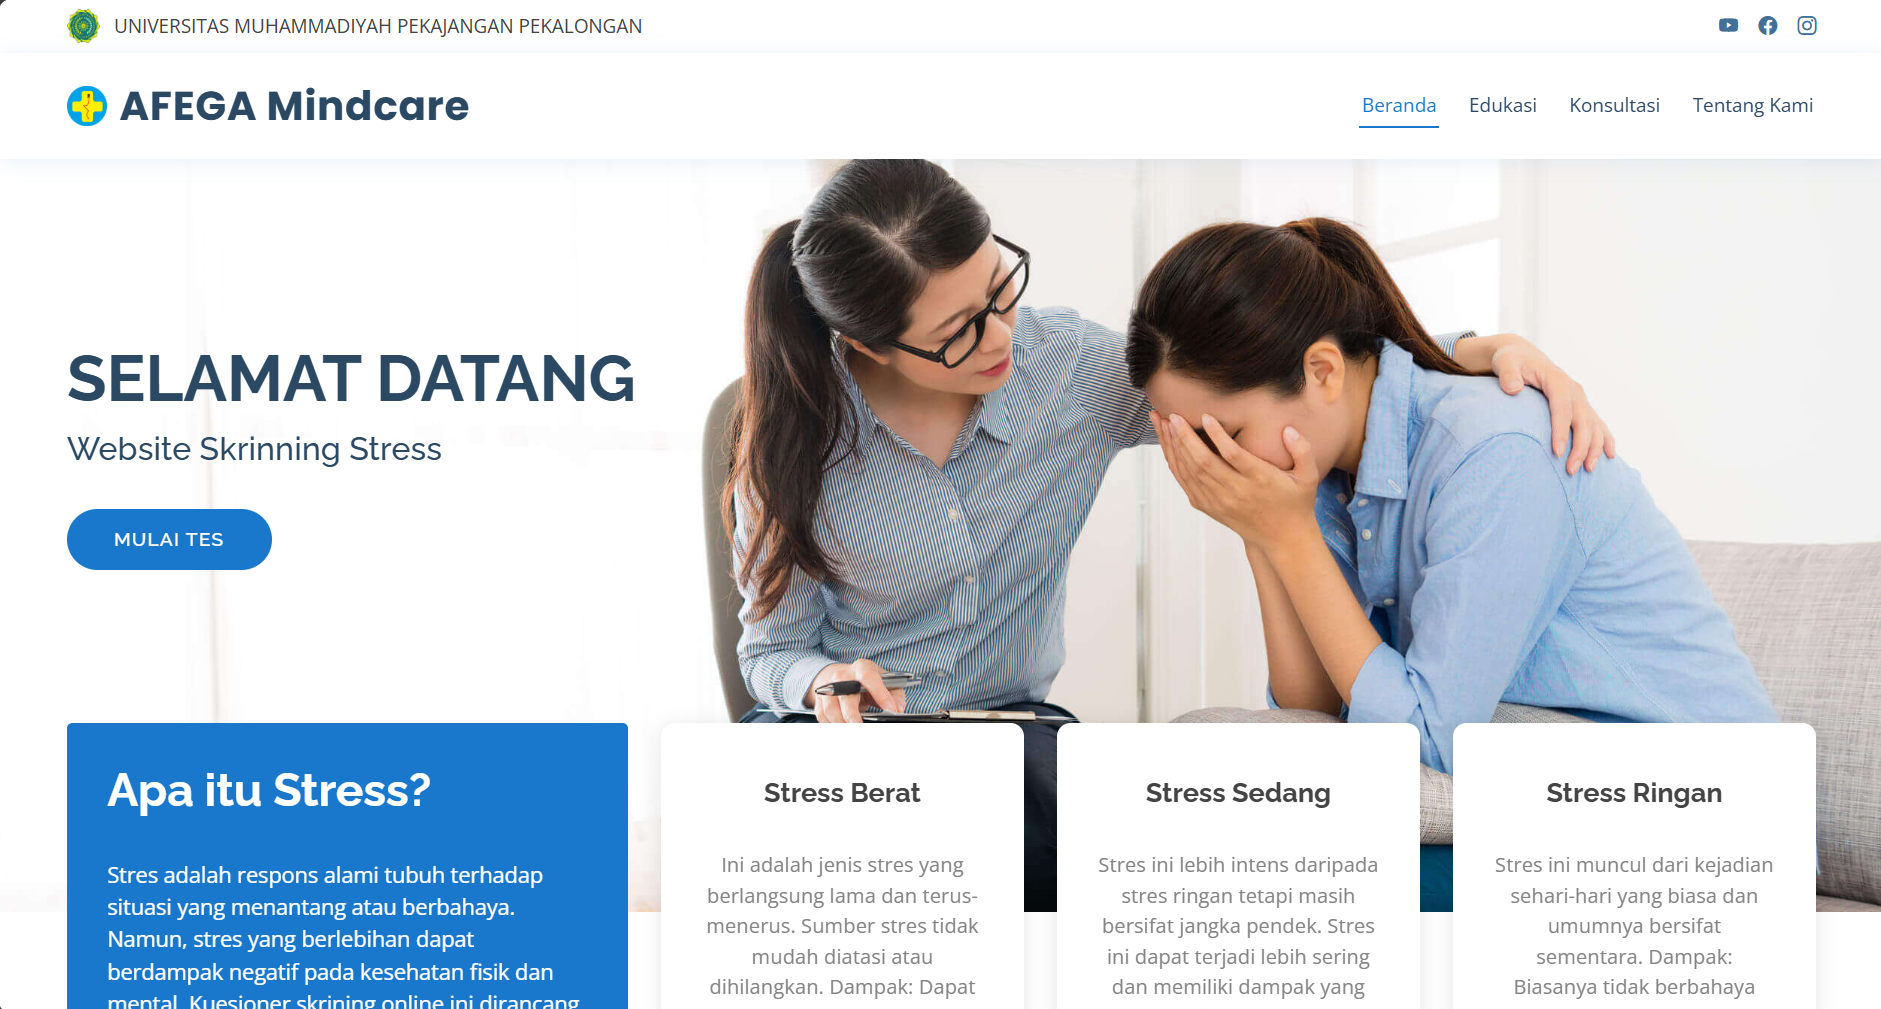 UNIVERSITAS MUHAMMADIYAH PEKAJANGAN PEKALONGAN
AFEGA Mindcare
Beranda Edukasi Konsultasi Tentang Kami
SELAMAT DATANG
Website Skrinning Stress
MULAI TES
Apa itu Stress?
Stres adalah respons alami tubuh terhadap
situasi yang menantang atau berbahaya.
Namun, stres yang berlebihan dapat
berdampak negatif pada kesehatan fisik dan
mental. Kuesioner skrining online ini dirancang
Stress Berat
Ini adalah jenis stres yang
berlangsung lama dan terus-
menerus. Sumber stres tidak
mudah diatasi atau
dihilangkan. Dampak: Dapat
Stress Sedang
Stres ini lebih intens daripada
stres ringan tetapi masih
bersifat jangka pendek. Stres
ini dapat terjadi lebih sering
dan memiliki dampak yang
Stress Ringan
Stres ini muncul dari kejadian
sehari-hari yang biasa dan
umumnya bersifat
sementara. Dampak:
Biasanya tidak berbahaya